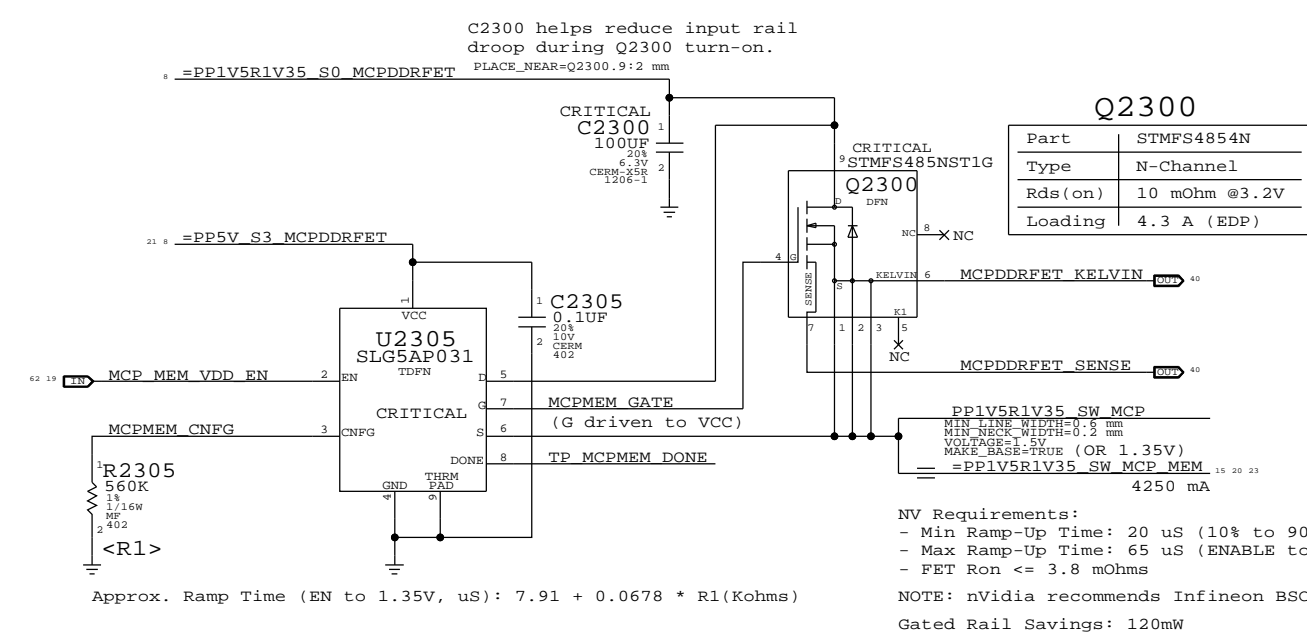 C2300 helps reduce input rail
droop during Q2300 turn-on.
PLACE_NEAR=Q2300.9:2 mm
8 =PP1V5R1V35_S0_MCPDDRFET
CRITICAL
C2300 1
100UF
20%
6.3V 2
CERM-X5R
1206-1
Q2300
Part STMFS4854N
Type N-Channel
Rds(on) 10 mOhm @3.2V
Loading 4.3 A (EDP)
CRITICAL
9 STMFS485NST1G
Q2300
DFN
D
NC 8 NC
4 G
SENSE
S
KELVIN 6 MCPDDRFET_KELVIN OUT 40
K1
7 1 2 3 5
NC
21 8 =PP5V_S3_MCPDDRFET
1
VCC
U2305
SLG5AP031
TDFN
CRITICAL
1 C2305
0.1UF
20%
10V
2 CERM
402
62 19 IN MCP_MEM_VDD_EN 2 EN
D 5
MCPDDRFET_SENSE OUT 40
G 7 MCPMEM_GATE
(G driven to VCC)
MCPMEM_CNFG 3 CNFG
S 6
DONE 8 TP_MCPMEM_DONE
GND THRM
PAD
4 9
PP1V5R1V35_SW_MCP
MIN_LINE_WIDTH=0.6 mm
MIN_NECK_WIDTH=0.2 mm
VOLTAGE=1.5V
MAKE_BASE=TRUE (OR 1.35V)
=PP1V5R1V35_SW_MCP_MEM 15 20 23
4250 mA
1 R2305
560K
1%
1/16W
MF
2 402
<R1>
NV Requirements:
- Min Ramp-Up Time: 20 uS (10% to 90
- Max Ramp-Up Time: 65 uS (ENABLE to
- FET Ron <= 3.8 mOhms
Approx. Ramp Time (EN to 1.35V, uS): 7.91 + 0.0678 * R1(Kohms)
NOTE: nVidia recommends Infineon BSC
Gated Rail Savings: 120mW